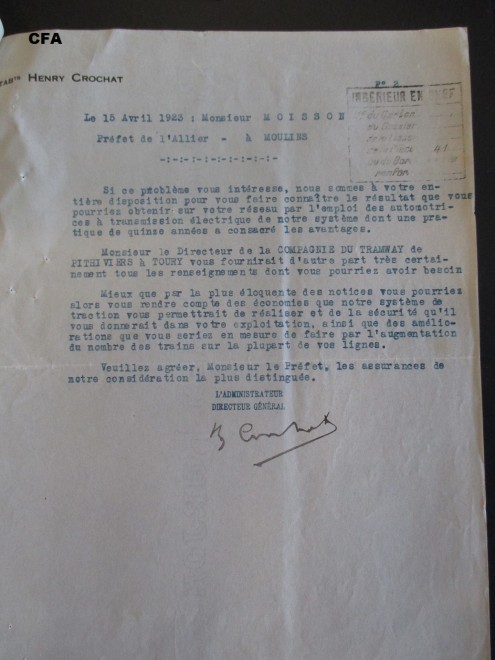 CFA
HENRY CROCHAT
Pe 2
INGÉNIEUR EN CHEF
Le 18 Avril 1923 : Monsieur MOISSON
Préfet de l'Allier - à MOULINS
-:-:-:-:-:-:-:-:-
Si ce problème vous intéresse, nous sommes à votre en-
tière disposition pour vous faire connaître le résultat que vous
pourriez obtenir sur votre réseau par l'emploi des automotri-
ces à transmission électrique de notre système dont une pra-
tique de quinze années a consacré les avantages.
Monsieur le Directeur de la COMPAGNIE DU TRAMWAY de
PITHIVIERS à TOURY vous fournirait d'autre part très certai-
nement tous les renseignements dont vous pourriez avoir besoin
Mieux que par la plus éloquente des notices vous pourriez
alors vous rendre compte des économies que notre système de
traction vous permettrait de réaliser et de la sécurité qu'il
vous donnerait dans votre exploitation, ainsi que des amélio-
rations que vous seriez en mesure de faire par l'augmentation
du nombre des trains sur la plupart de vos lignes.
Veuillez agréer, Monsieur le Préfet, les assurances de
notre considération la plus distinguée.
L'ADMINISTRATEUR
DIRECTEUR GÉNÉRAL
H Crochat